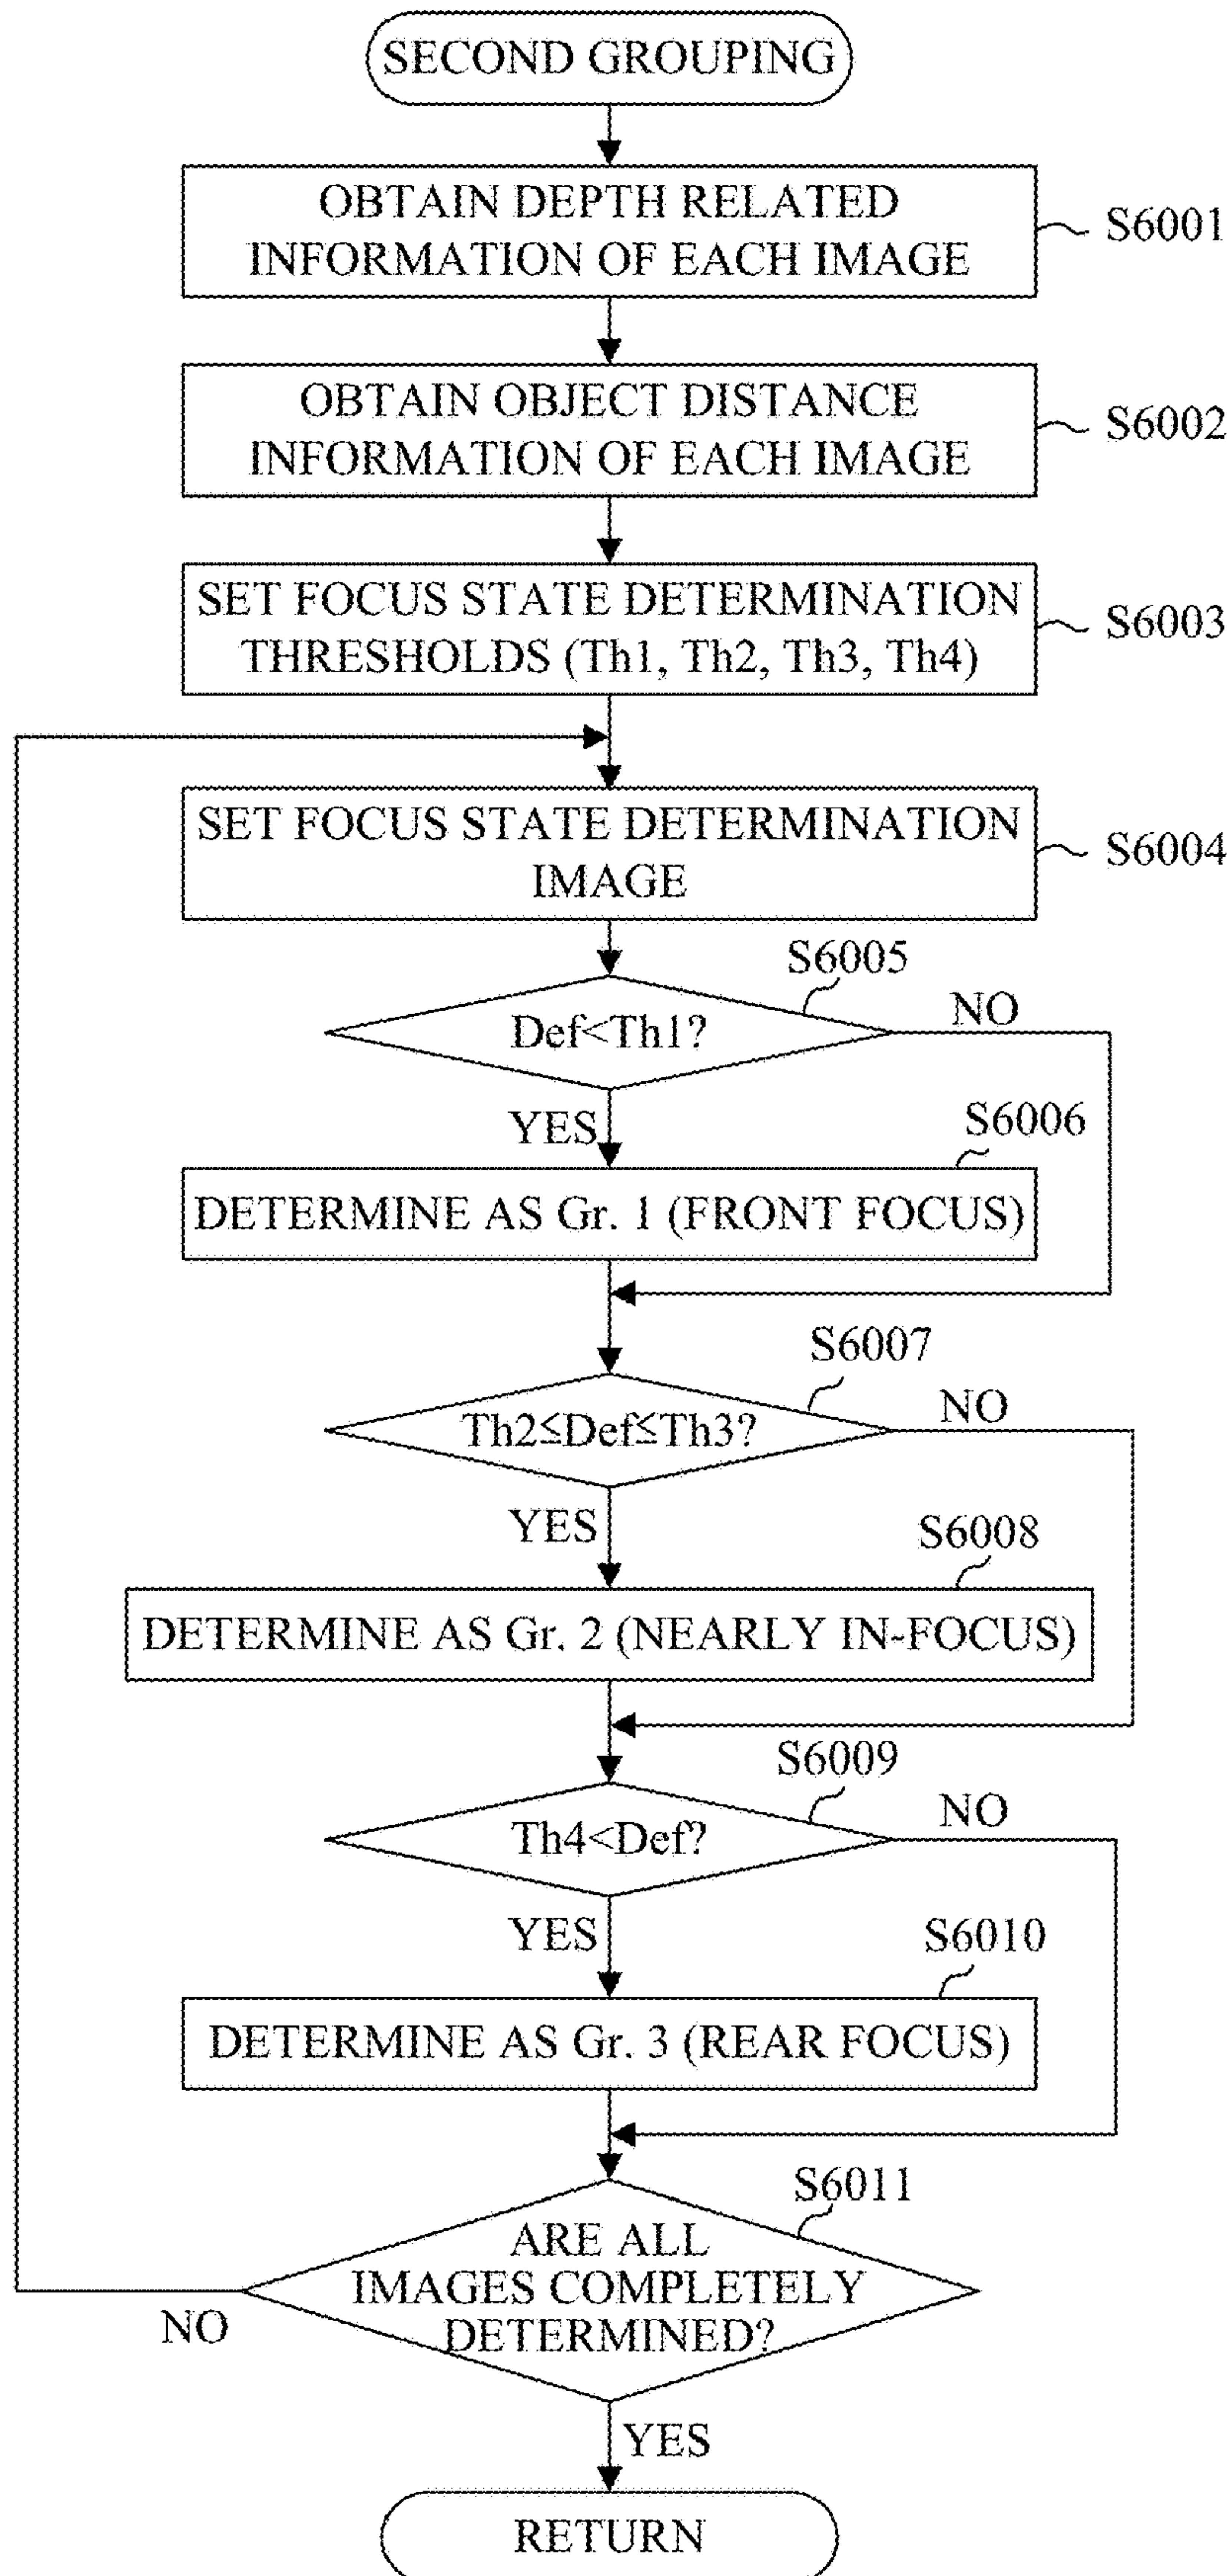 SECOND GROUPING
OBTAIN DEPTH RELATED
INFORMATION OF EACH IMAGE
S6001
OBTAIN OBJECT DISTANCE
INFORMATION OF EACH IMAGE
S6002
SET FOCUS STATE DETERMINATION
THRESHOLDS (Th1, Th2, Th3, Th4)
S6003
SET FOCUS STATE DETERMINATION
IMAGE
S6004
S6005
Def<Th1?
NO
YES
S6006
DETERMINE AS Gr. 1 (FRONT FOCUS)
S6007
Th2≦Def≦Th3?
NO
YES
S6008
DETERMINE AS Gr. 2 (NEARLY IN-FOCUS)
S6009
Th4<Def?
NO
YES
S6010
DETERMINE AS Gr. 3 (REAR FOCUS)
S6011
ARE ALL
IMAGES COMPLETELY
DETERMINED?
NO
YES
RETURN